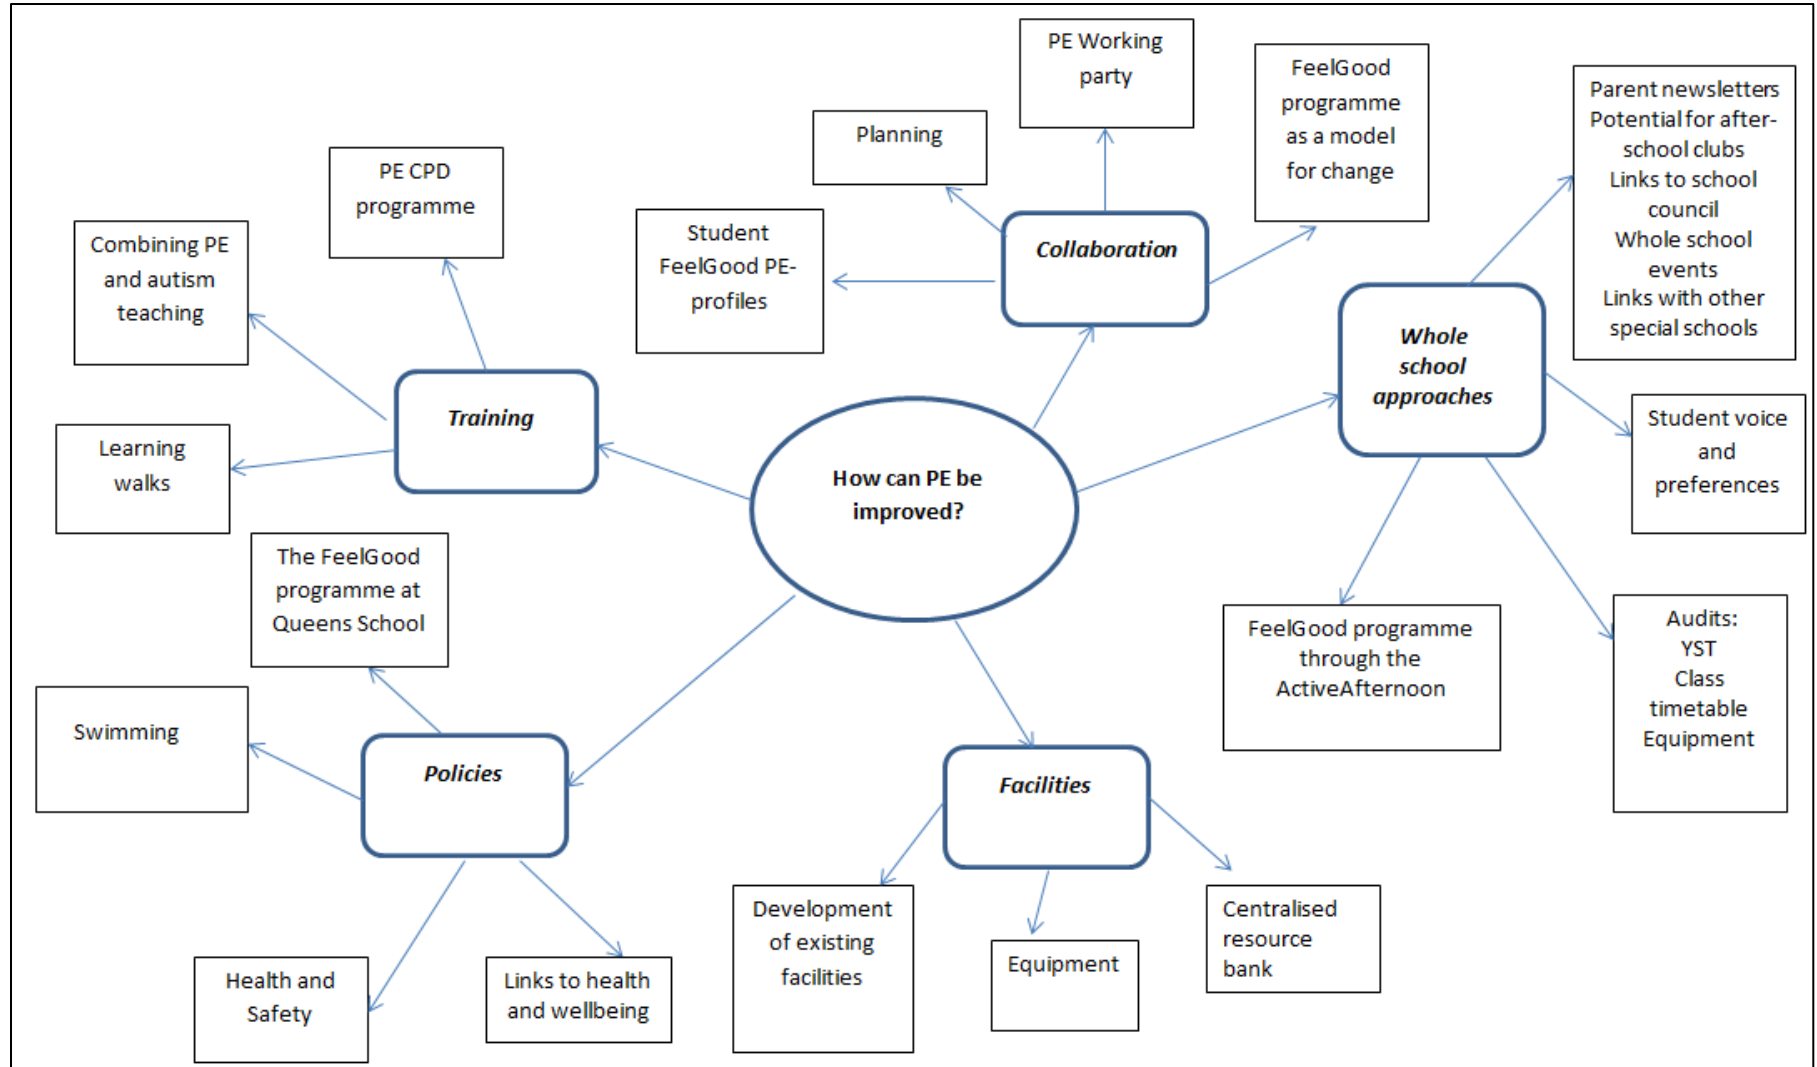 PE Working
party
FeelGood
programme
as a model
for change
Parent newsletters
Potential for after-
school clubs
Links to school
council
Whole school
events
Links with other
special schools
Planning
PE CPD
programme
Combining PE
and autism
teaching
Student
FeelGood PE-
profiles
Collaboration
Whole
school
approaches
Training
Learning
walks
Student voice
and
preferences
How can PE be
improved?
The FeelGood
programme at
Queens School
FeelGood programme
through the
ActiveAfternoon
Audits:
YST
Class
timetable
Equipment
Swimming
Policies
Facilities
Development
of existing
facilities
Equipment
Centralised
resource
bank
Health and
Safety
Links to health
and wellbeing